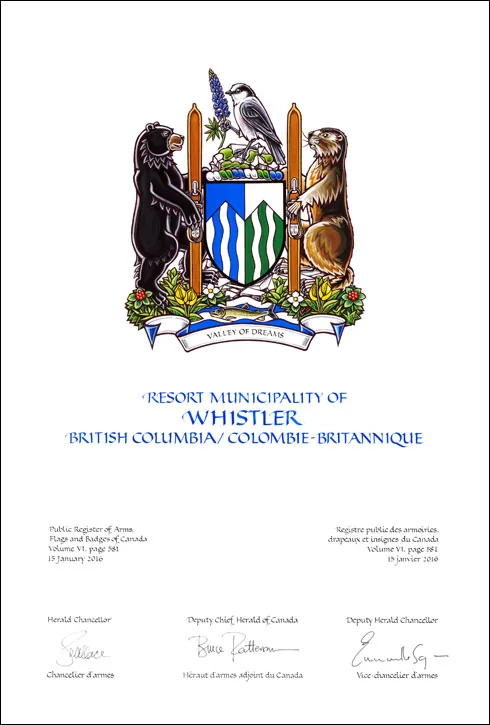 VALLEY OF DREAMS
RESORT MUNICIPALITY OF
WHISTLER
BRITISH COLUMBIA/COLOMBIE-BRITANNIQUE
Public Register of Arms,
Flags and Badges of Canada
Volume VI, page 581
15 January 2016
Registre public des armoiries,
drapeaux et insignes du Canada
Volume VI, page 581
15 janvier 2016
Herald Chancellor
Chancelier d'armes
Deputy Chief Herald of Canada
Bruce Patterson
Héraut d'armes adjoint du Canada
Deputy Herald Chancellor
Vice-chancelier d'armes